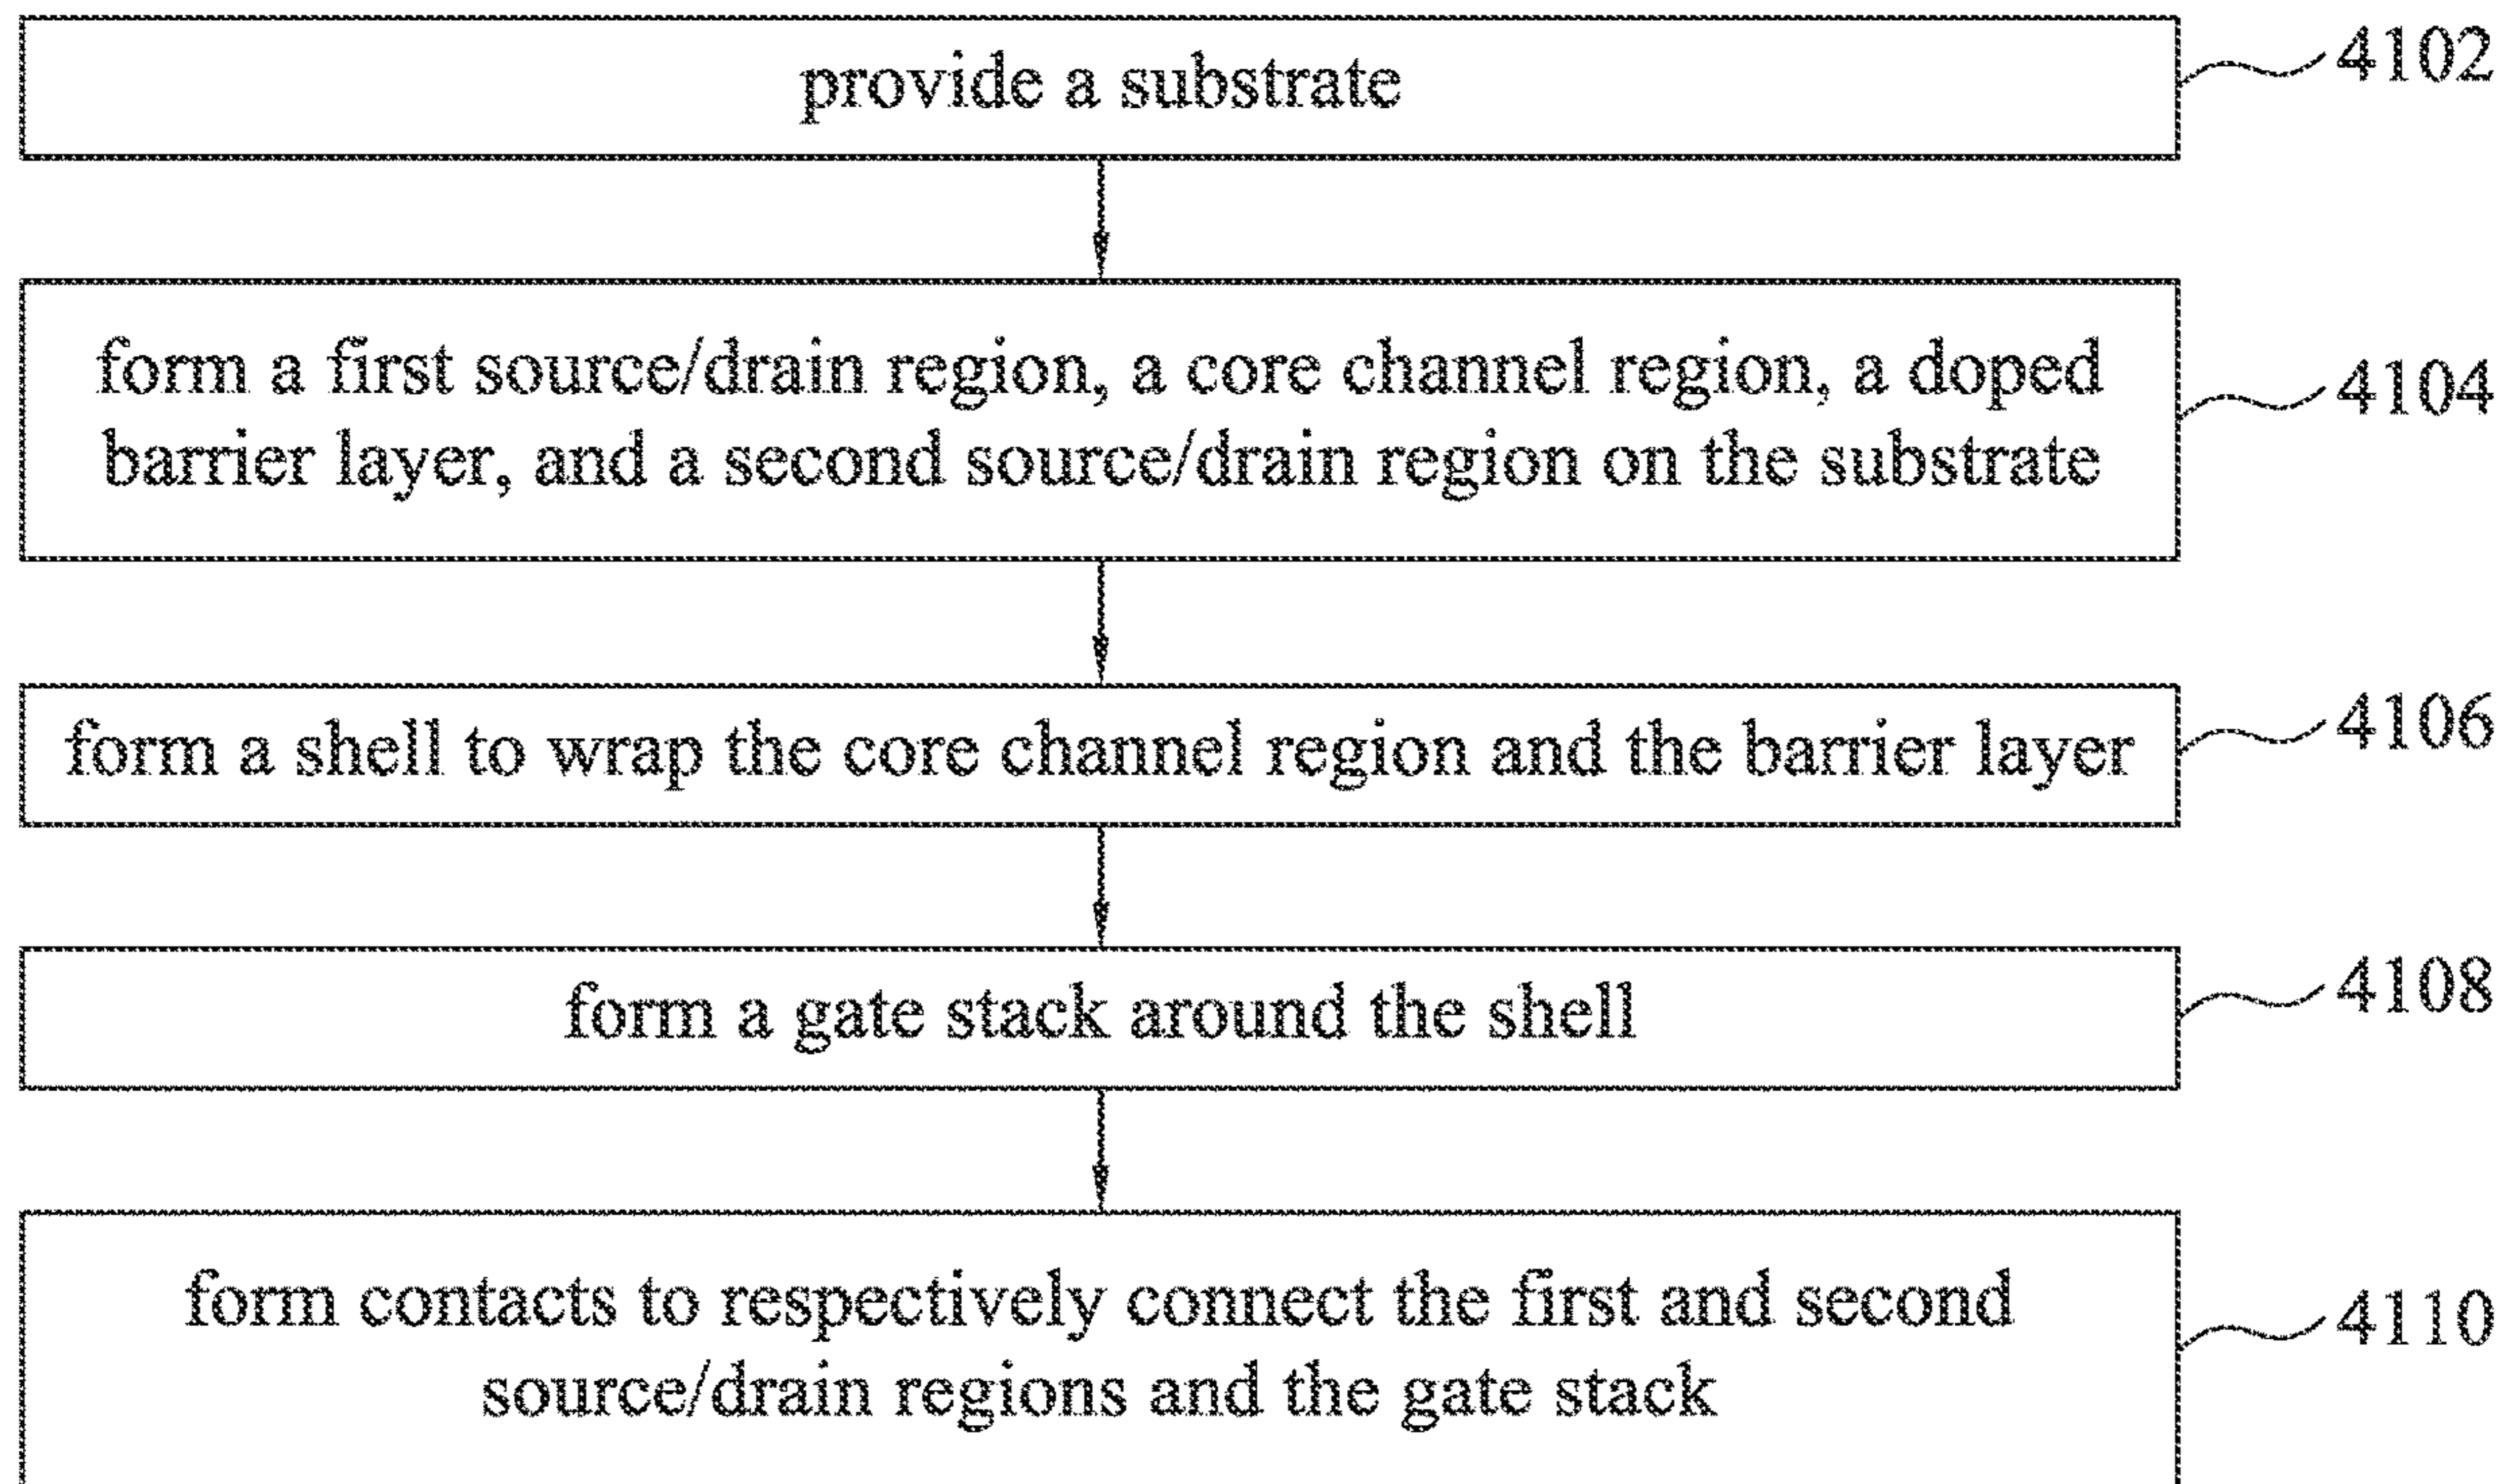 provide a substrate
4102
form a first source/drain region, a core channel region, a doped
barrier layer, and a second source/drain region on the substrate
4104
form a shell to wrap the core channel region and the barrier layer
4106
form a gate stack around the shell
4108
form contacts to respectively connect the first and second
source/drain regions and the gate stack
4110